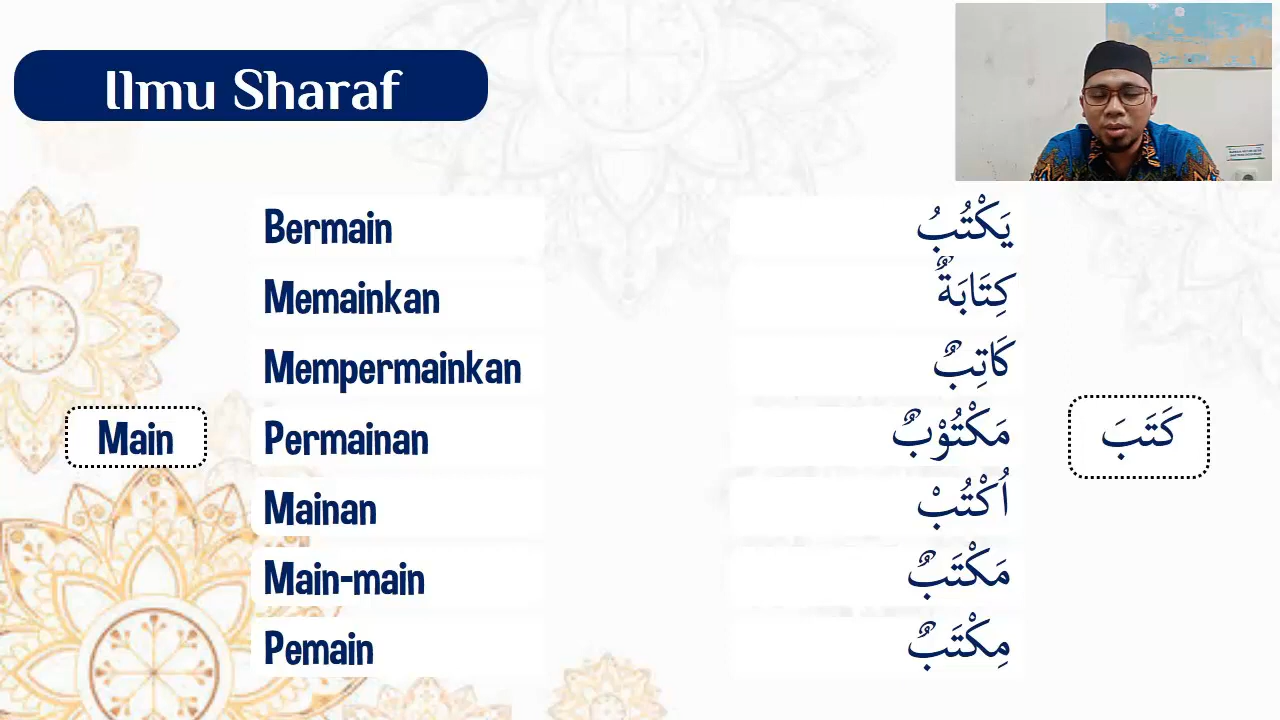 Ilmu Sharaf
Bermain
يَكْتُبُ
Memainkan
كِتَابَةٌ
Mempermainkan
كَاتِبٌ
Main
Permainan
مَكْتُوْبٌ
كَتَبَ
Mainan
اُكْتُبْ
Main-main
مَكْتَبٌ
Pemain
مِكْتَبٌ